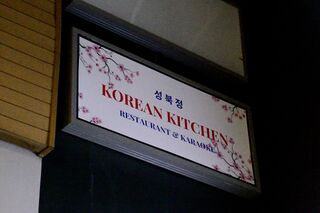 성북정
KOREAN KITCHEN
RESTAURANT & KARAOKE